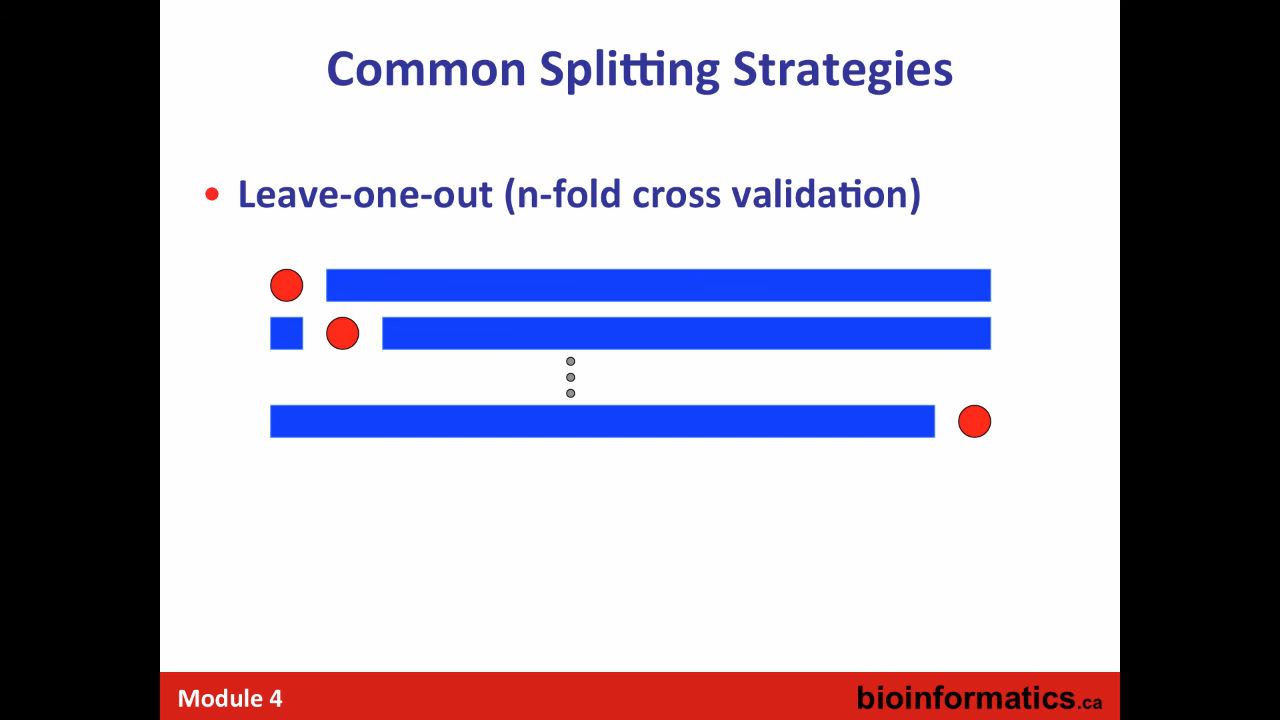 Common Splitting Strategies
• Leave-one-out (n-fold cross validation)
Module 4
bioinformatics.ca